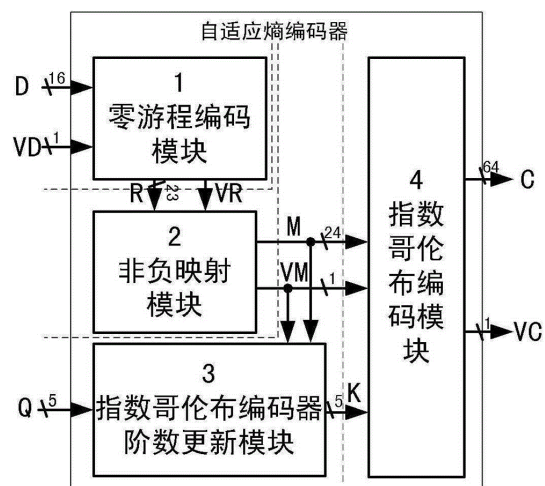 自适应熵编码器
D
16
VD
1
1
零游程编码
模块
R
23
VR
2
非负映射
模块
M
24
VM
1
Q
5
3
指数哥伦布编码器
阶数更新模块
5
K
4
指数
哥伦
布编
码模
块
64
C
1
VC